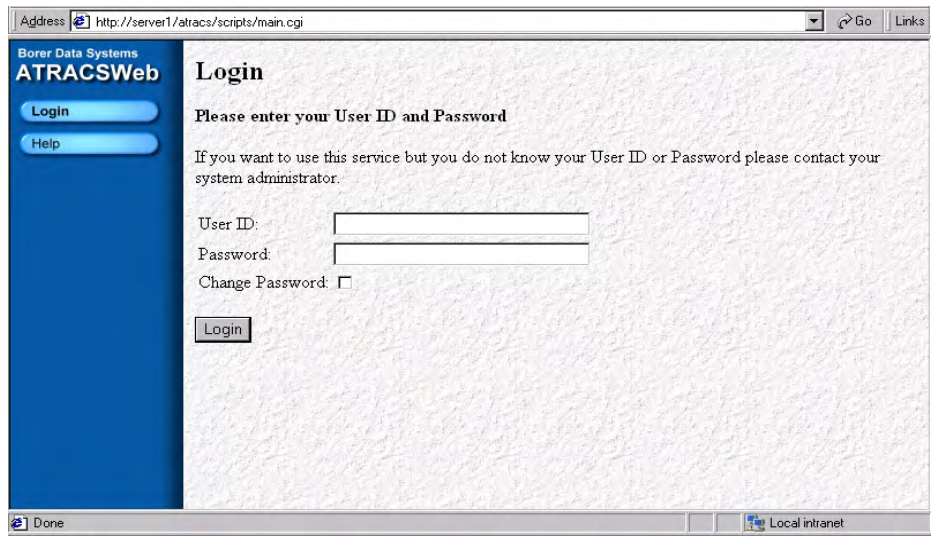 Address http://server1/atracs/scripts/main.cgi Go Links
Borer Data Systems
ATRACSWeb
Login
Help
Login
Please enter your User ID and Password
If you want to use this service but you do not know your User ID or Password please contact your
system administrator.
User ID:
Password:
Change Password:
Login
Done Local intranet